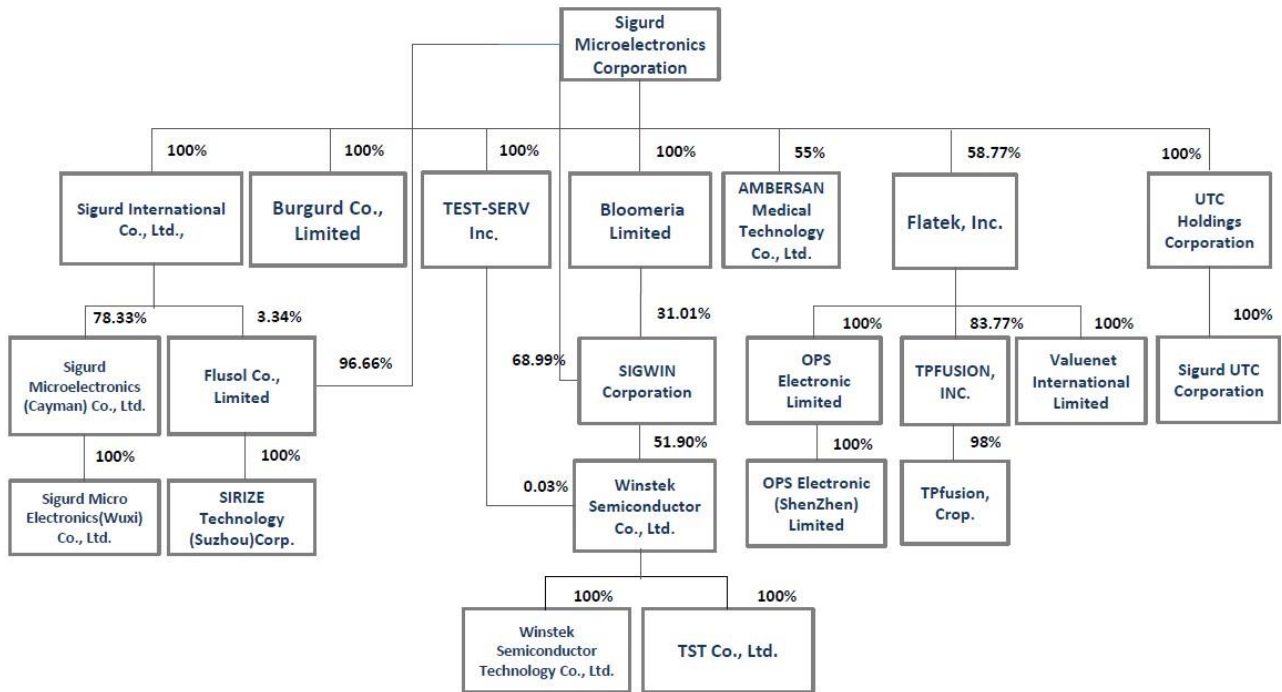 Sigurd
Microelectronics
Corporation
100%
100%
100%
100%
55%
58.77%
100%
Sigurd International
Co., Ltd.,
Burgurd Co.,
Limited
TEST-SERV
Inc.
Bloomeria
Limited
AMBERSAN
Medical
Technology
Co., Ltd.
Flatek, Inc.
UTC
Holdings
Corporation
78.33%
3.34%
96.66%
68.99%
31.01%
100%
83.77%
100%
100%
Sigurd
Microelectronics
(Cayman) Co., Ltd.
Flusol Co.,
Limited
SIGWIN
Corporation
OPS
Electronic
Limited
TPFUSION,
INC.
Valuenet
International
Limited
Sigurd UTC
Corporation
100%
100%
0.03%
51.90%
100%
98%
Sigurd Micro
Electronics(Wuxi)
Co., Ltd.
SIRIZE
Technology
(Suzhou)Corp.
Winstek
Semiconductor
Co., Ltd.
OPS Electronic
(ShenZhen)
Limited
TPfusion,
Crop.
100%
100%
Winstek
Semiconductor
Technology Co., Ltd.
TST Co., Ltd.